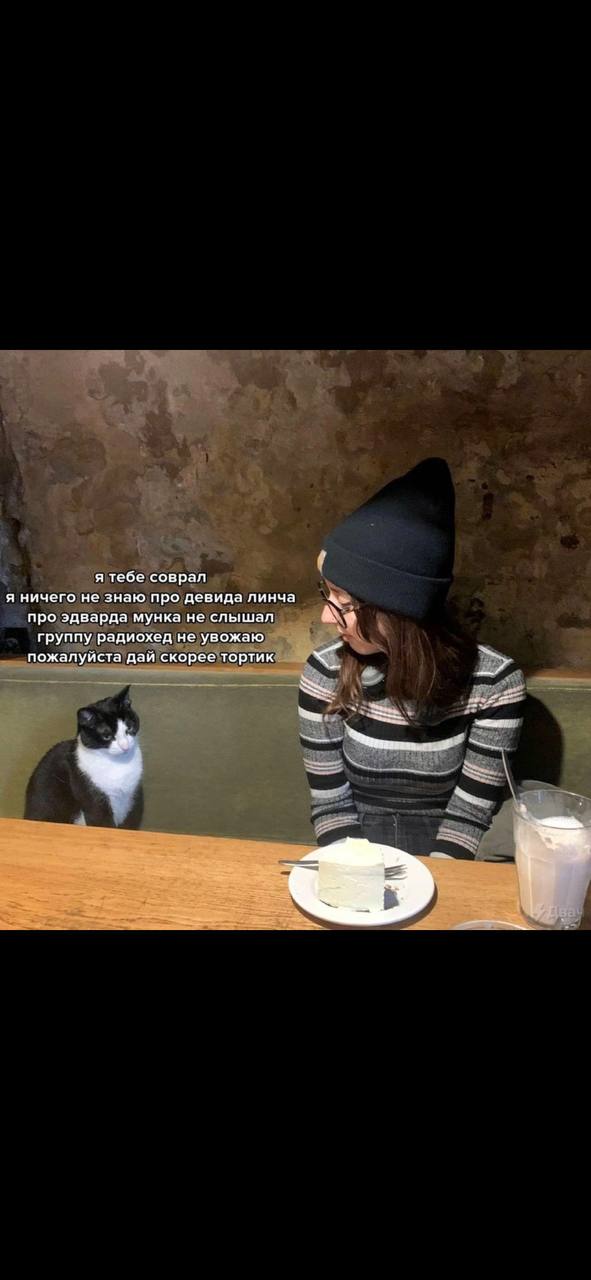 я тебе соврал
я ничего не знаю про девида линча
про эдварда мунка не слышал
группу радиохед не увожаю
пожалуйста дай скорее тортик
Двач